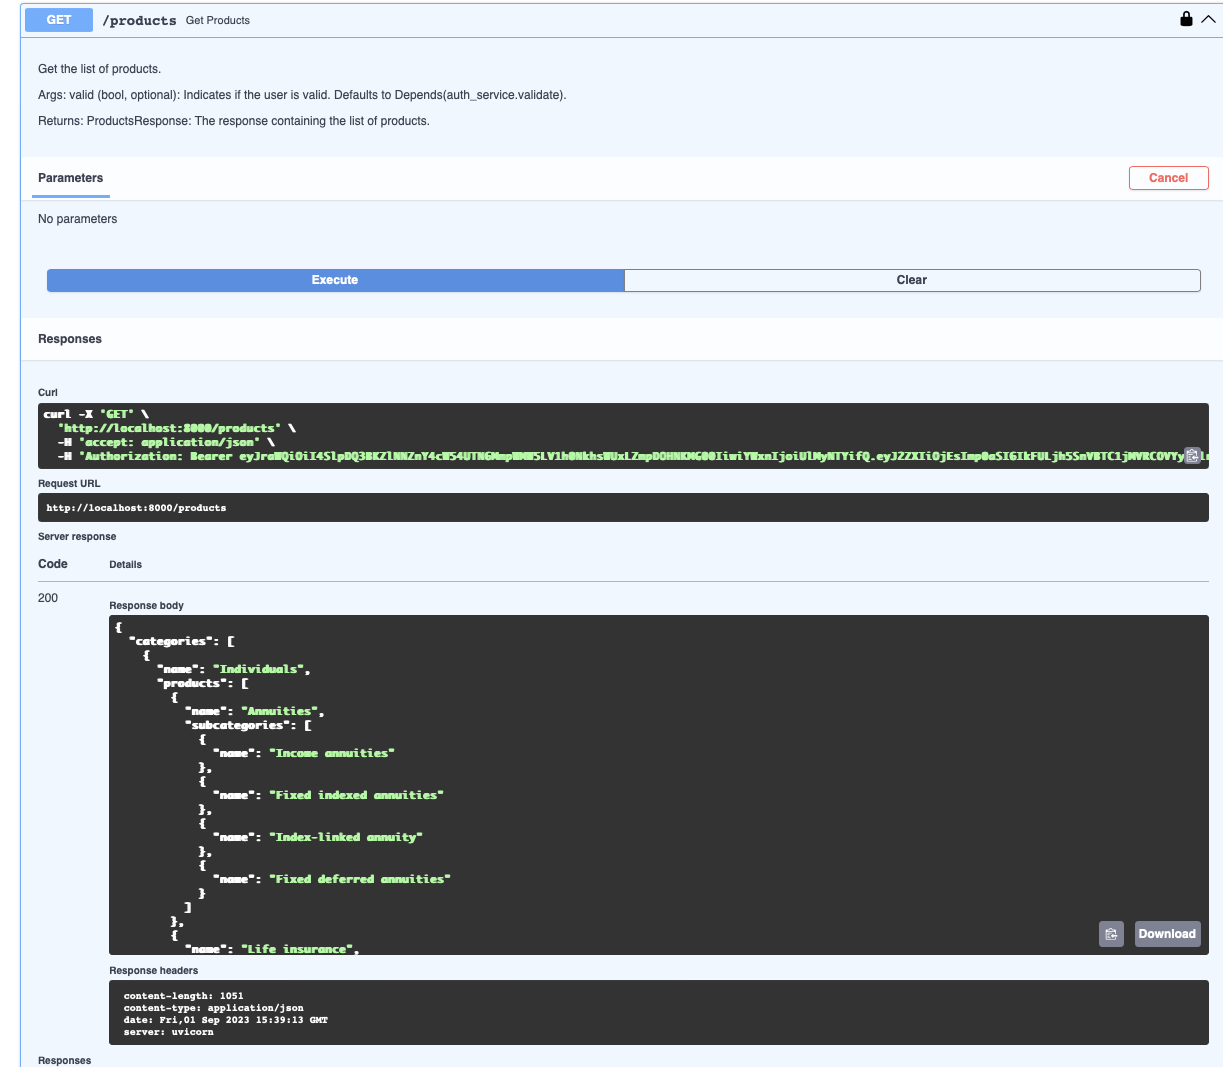 GET /products Get Products
Get the list of products.
Args: valid (bool, optional): Indicates if the user is valid. Defaults to Depends(auth_service.validate).
Returns: ProductsResponse: The response containing the list of products.
Parameters
Cancel
No parameters
Execute
Clear
Responses
Curl
curl -X 'GET' \
'http://localhost:8000/products' \
-H 'accept: application/json' \
-H 'Authorization: Bearer
Request URL
http://localhost:8000/products
Server response
Code Details
200
Response body
{
"categories": [
{
"name": "Individuals",
"products": [
{
"name": "Annuities",
"subcategories": [
{
"name": "Income annuities"
},
{
"name": "Fixed indexed annuities"
},
{
"name": "Index-linked annuity"
},
{
"name": "Fixed deferred annuities"
}
]
},
{
"name": "Life insurance",
Download
Response headers
content-length: 1051
content-type: application/json
date: Fri,01 Sep 2023 15:39:13 GMT
server: uvicorn
Responses